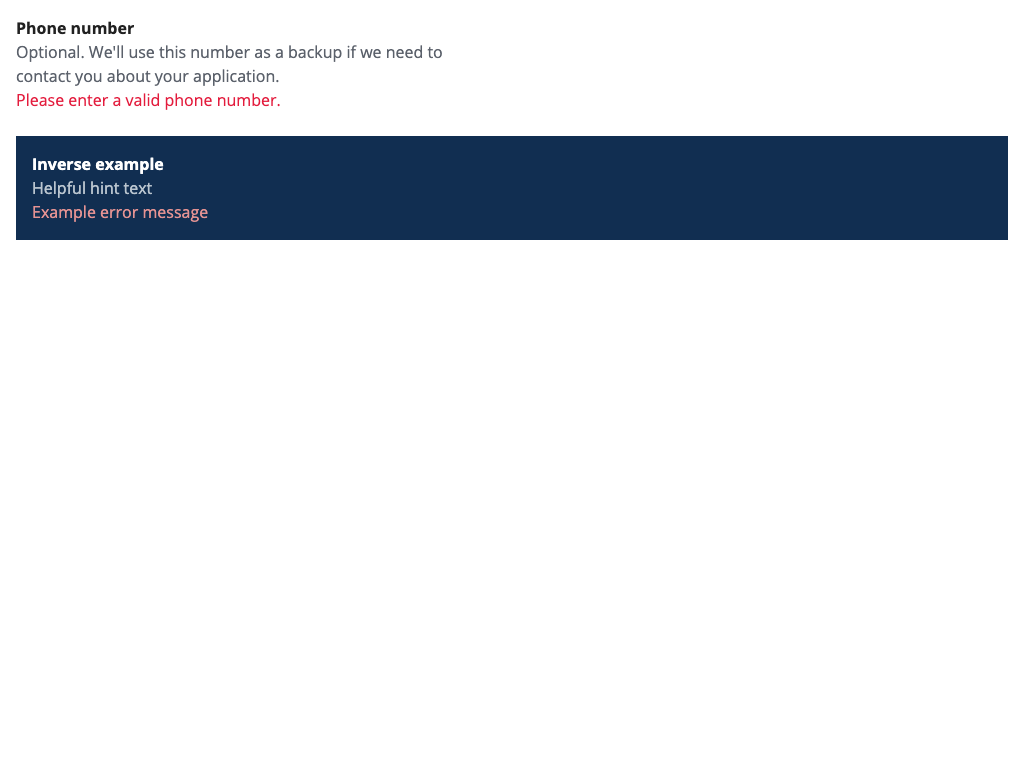 Phone number
Optional. We'll use this number as a backup if we need to
contact you about your application.
Please enter a valid phone number.
Inverse example
Helpful hint text
Example error message